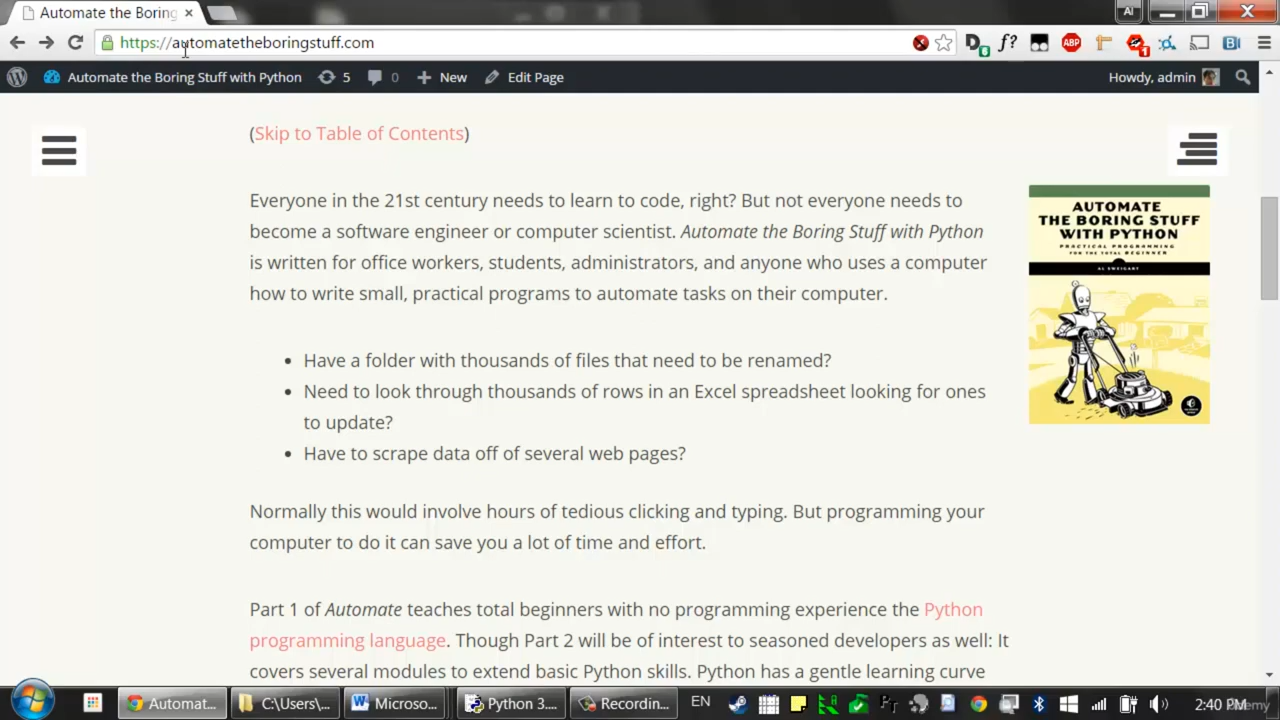 Automate the Boring
Al
https://automatetheboringstuff.com
f?
ABP
1
Automate the Boring Stuff with Python
5
0
New
Edit Page
Howdy, admin
(Skip to Table of Contents)
Everyone in the 21st century needs to learn to code, right? But not everyone needs to
become a software engineer or computer scientist. Automate the Boring Stuff with Python
is written for office workers, students, administrators, and anyone who uses a computer
how to write small, practical programs to automate tasks on their computer.
AUTOMATE
THE BORING STUFF
WITH PYTHON
PRACTICAL PROGRAMMING
FOR THE TOTAL BEGINNER
AL SWEIGART
• Have a folder with thousands of files that need to be renamed?
• Need to look through thousands of rows in an Excel spreadsheet looking for ones
to update?
• Have to scrape data off of several web pages?
Normally this would involve hours of tedious clicking and typing. But programming your
computer to do it can save you a lot of time and effort.
Part 1 of Automate teaches total beginners with no programming experience the Python
programming language. Though Part 2 will be of interest to seasoned developers as well: It
covers several modules to extend basic Python skills. Python has a gentle learning curve
Automat...
C:\Users\...
Microso...
Python 3....
Recordin...
EN
2:40 PM